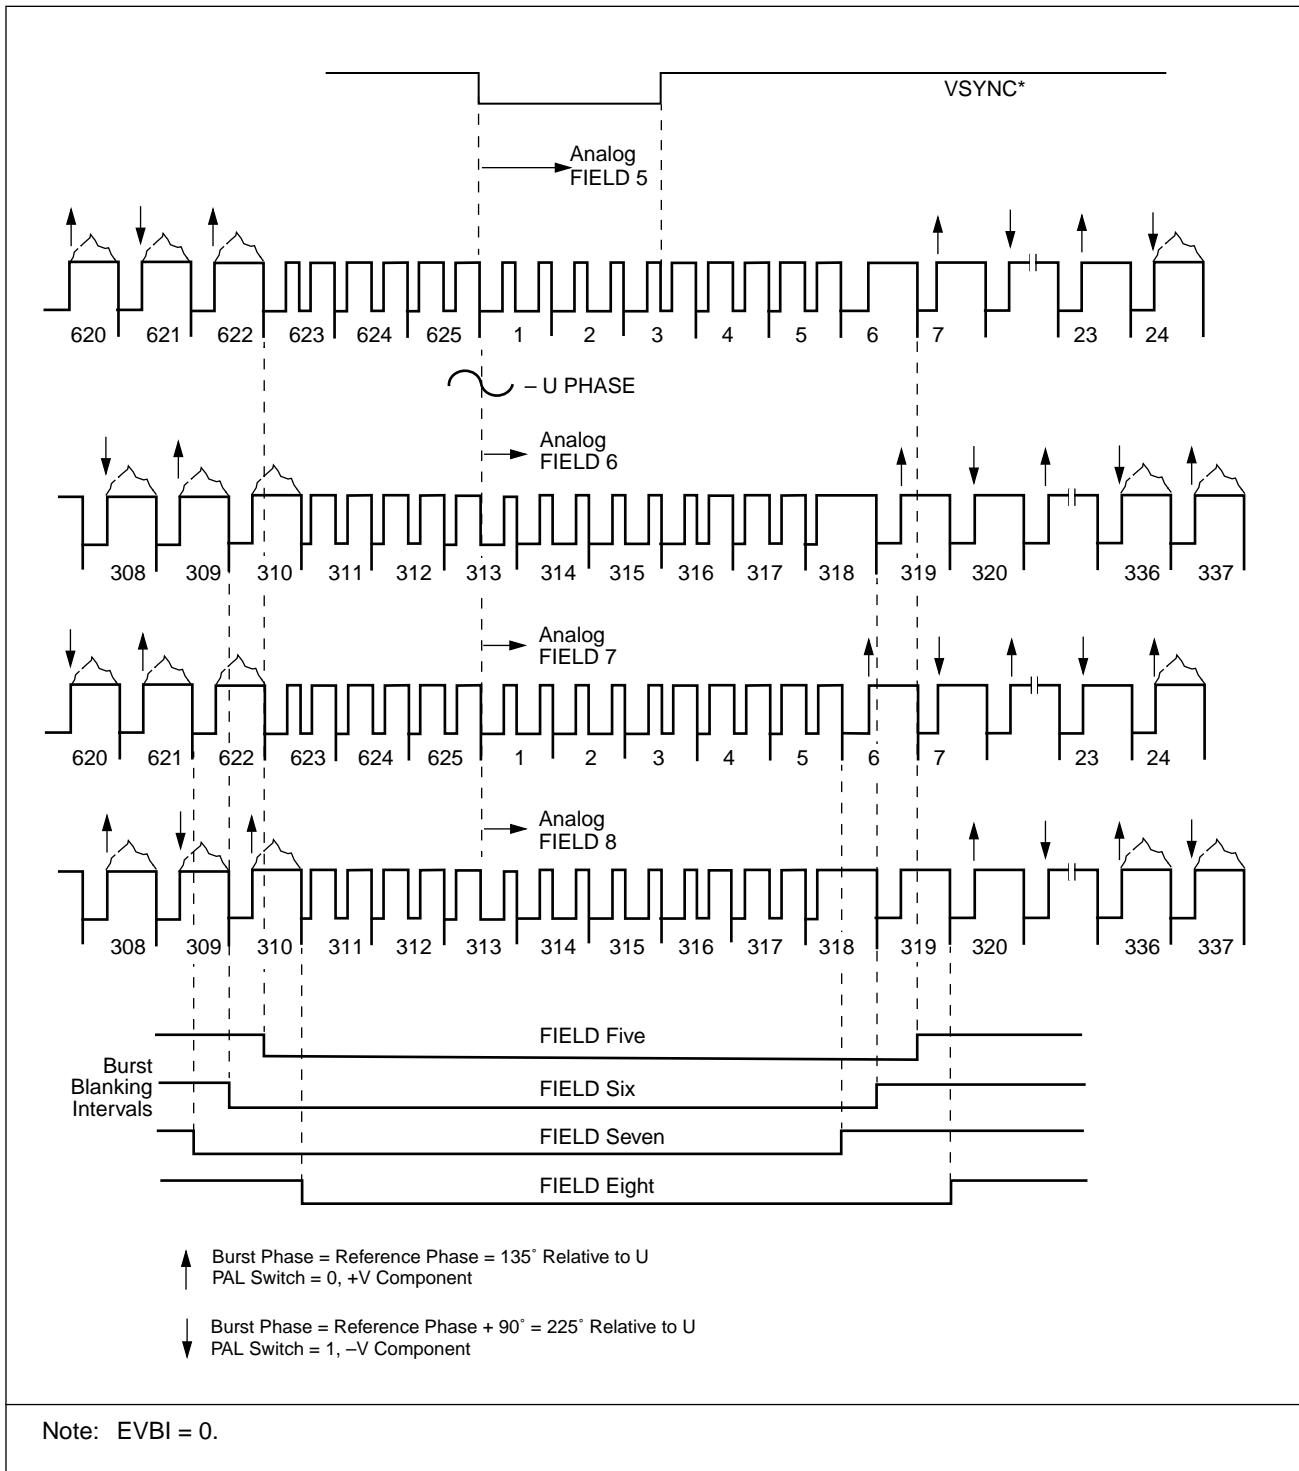 VSYNC*
Analog
FIELD 5
620 621 622 623 624 625 1 2 3 4 5 6 7 23 24
– U PHASE
Analog
FIELD 6
308 309 310 311 312 313 314 315 316 317 318 319 320 336 337
Analog
FIELD 7
620 621 622 623 624 625 1 2 3 4 5 6 7 23 24
Analog
FIELD 8
308 309 310 311 312 313 314 315 316 317 318 319 320 336 337
Burst
Blanking
Intervals
FIELD Five
FIELD Six
FIELD Seven
FIELD Eight
Burst Phase = Reference Phase = 135° Relative to U
PAL Switch = 0, +V Component
Burst Phase = Reference Phase + 90° = 225° Relative to U
PAL Switch = 1, –V Component
Note: EVBI = 0.